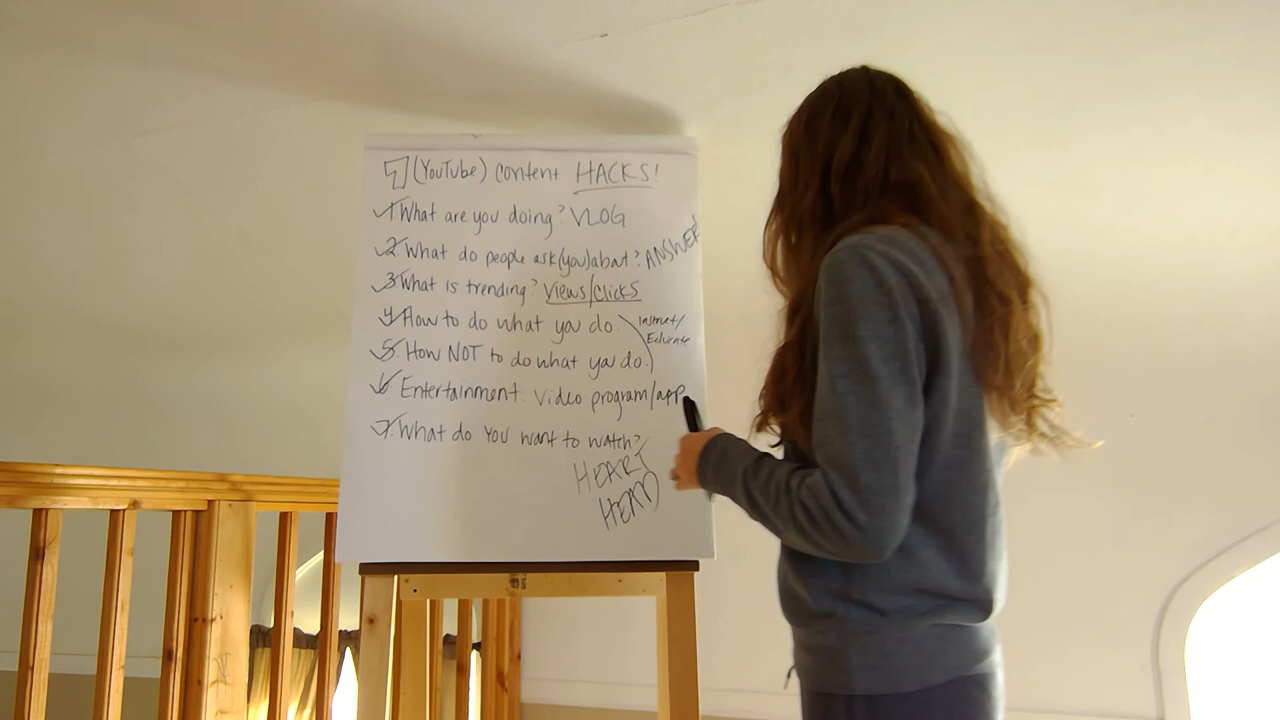 7 (YouTube) content HACKS!
✓1. What are you doing? VLOG
✓2. What do people ask (you) about? ANSWER!
✓3. What is trending? Views/Clicks
✓4. How to do what you do.
Instruct/
Educate
✓5. How NOT to do what you do.
✓6. Entertainment. Video program/app
✓7. What do YOU want to watch?
HEART
HEAD